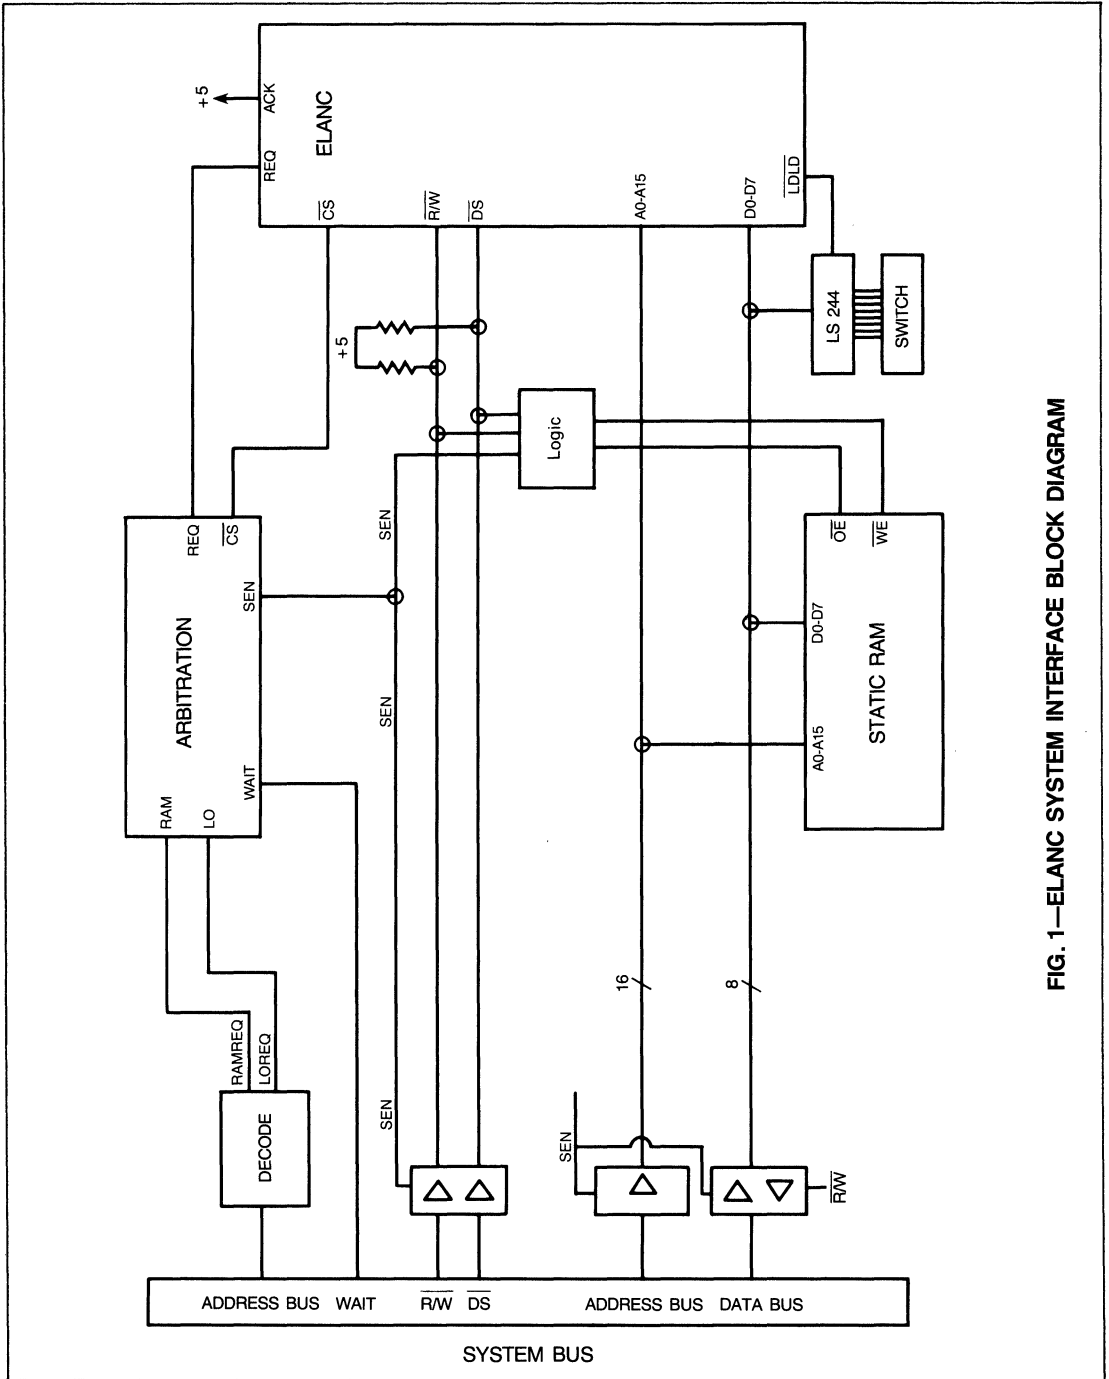 +5
ACK
REQ
ELANC
CS
R/W
DS
A0-A15
D0-D7
LDLD
+5
LS 244
SWITCH
Logic
SEN
REQ
CS
SEN
ARBITRATION
WAIT
RAM
LO
SEN
OE
WE
D0-D7
STATIC RAM
A0-A15
16
8
RAMREQ
LOREQ
DECODE
SEN
SEN
R/W
ADDRESS BUS
WAIT
R/W
DS
ADDRESS BUS
DATA BUS
SYSTEM BUS
FIG. 1—ELANC SYSTEM INTERFACE BLOCK DIAGRAM